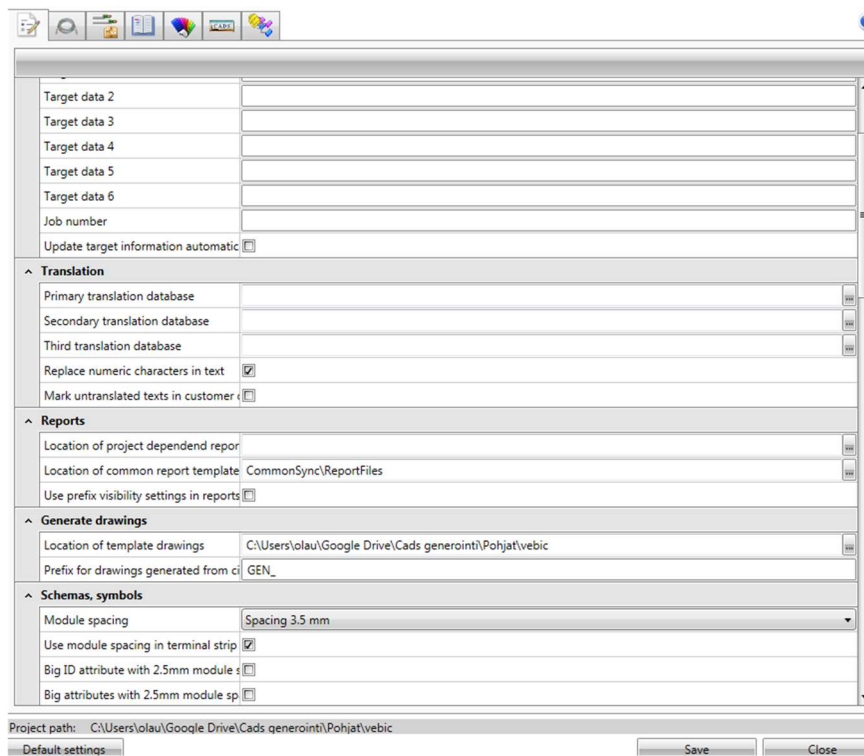 CADS
Target data 2
Target data 3
Target data 4
Target data 5
Target data 6
Job number
Update target information automatic
Translation
Primary translation database
Secondary translation database
Third translation database
Replace numeric characters in text
Mark untranslated texts in customer
Reports
Location of project dependend repor
Location of common report template CommonSync\ReportFiles
Use prefix visibility settings in reports
Generate drawings
Location of template drawings C:\Users\olau\Google Drive\Cads generointi\Pohjat\vebic
Prefix for drawings generated from ci GEN_
Schemas, symbols
Module spacing Spacing 3.5 mm
Use module spacing in terminal strip
Big ID attribute with 2.5mm module s
Big attributes with 2.5mm module sp
Project path: C:\Users\olau\Google Drive\Cads generointi\Pohjat\vebic
Default settings Save Close